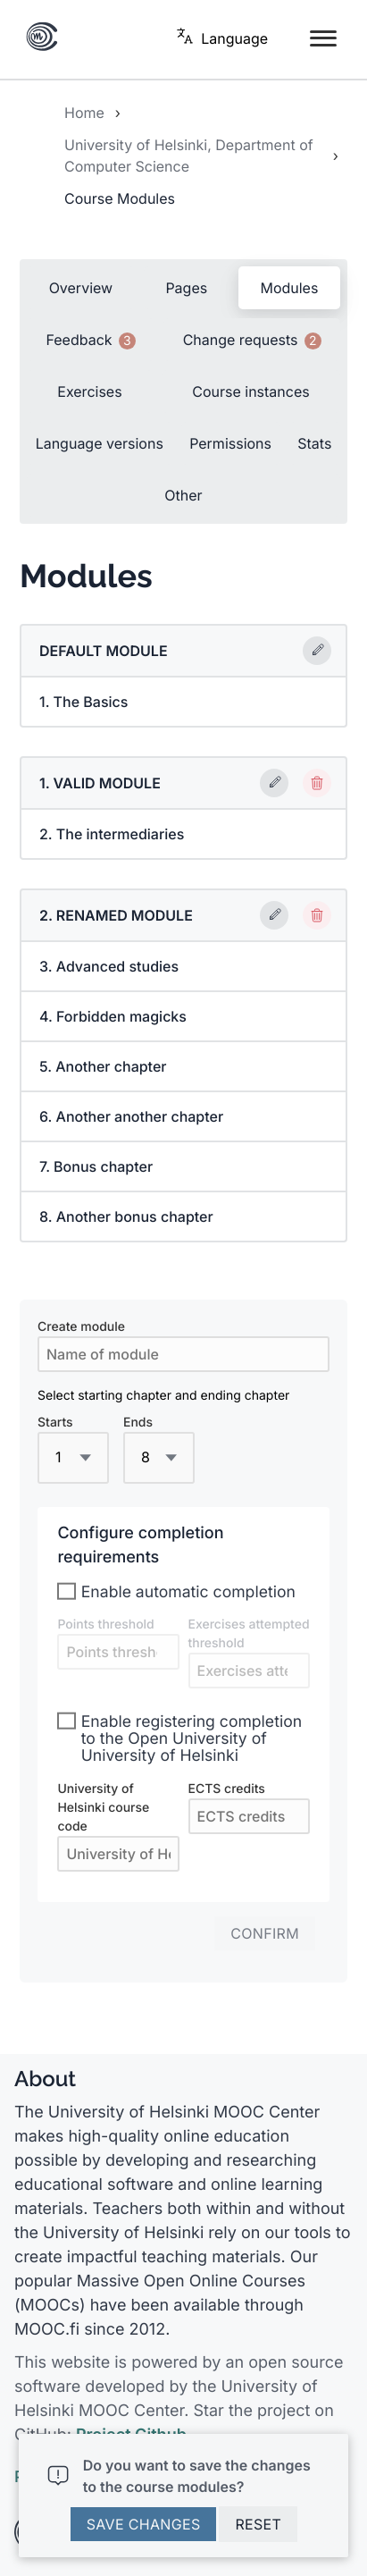 Language
Home ›
University of Helsinki, Department of
Computer Science ›
Course Modules
Overview Pages Modules
Feedback 3 Change requests 2
Exercises Course instances
Language versions Permissions Stats
Other
Modules
DEFAULT MODULE
1. The Basics
1. VALID MODULE
2. The intermediaries
2. RENAMED MODULE
3. Advanced studies
4. Forbidden magicks
5. Another chapter
6. Another another chapter
7. Bonus chapter
8. Another bonus chapter
Create module
Name of module
Select starting chapter and ending chapter
Starts Ends
1 8
Configure completion
requirements
Enable automatic completion
Points threshold
Points thresh
Exercises attempted
threshold
Exercises atte
Enable registering completion
to the Open University of
University of Helsinki
University of
Helsinki course
code
University of He
ECTS credits
ECTS credits
CONFIRM
About
The University of Helsinki MOOC Center
makes high-quality online education
possible by developing and researching
educational software and online learning
materials. Teachers both within and without
the University of Helsinki rely on our tools to
create impactful teaching materials. Our
popular Massive Open Online Courses
(MOOCs) have been available through
MOOC.fi since 2012.
This website is powered by an open source
software developed by the University of
Helsinki MOOC Center. Star the project on
GitHub: Project Github
Do you want to save the changes
to the course modules?
SAVE CHANGES RESET